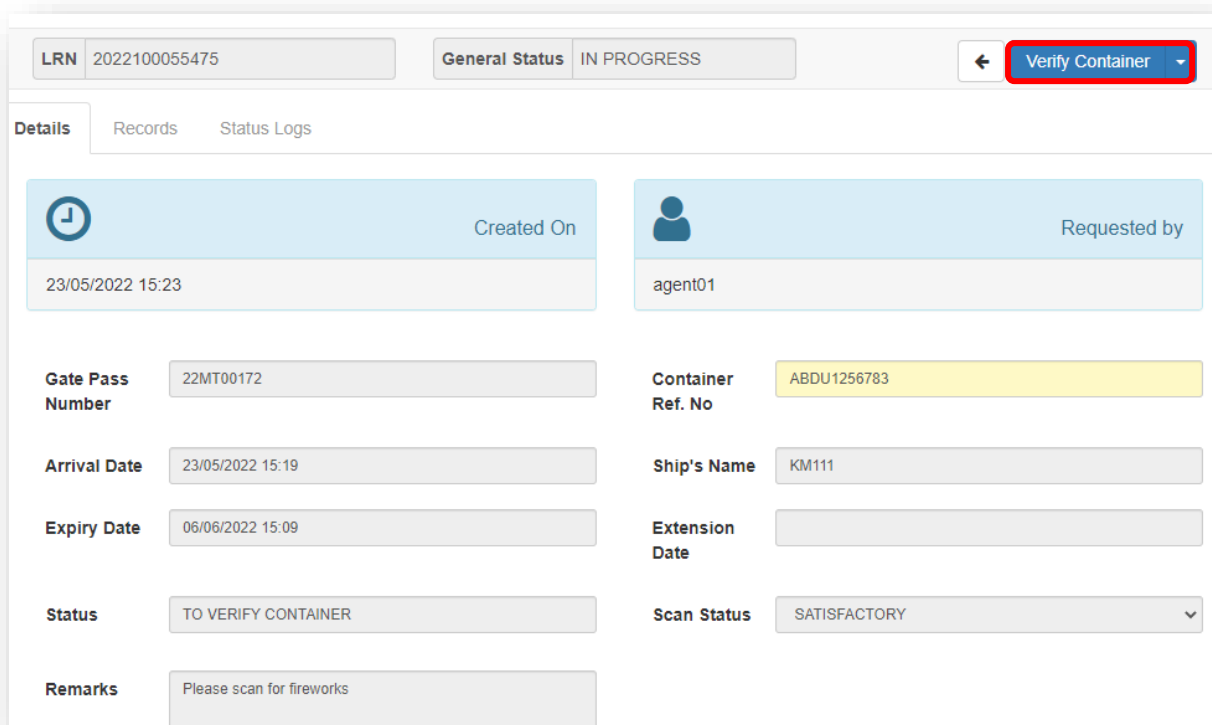 LRN 2022100055475 General Status IN PROGRESS Verify Container
Details Records Status Logs
Created On Requested by
23/05/2022 15:23 agent01
Gate Pass Number 22MT00172 Container Ref. No ABDU1256783
Arrival Date 23/05/2022 15:19 Ship's Name KM111
Expiry Date 06/06/2022 15:09 Extension Date
Status TO VERIFY CONTAINER Scan Status SATISFACTORY
Remarks Please scan for fireworks